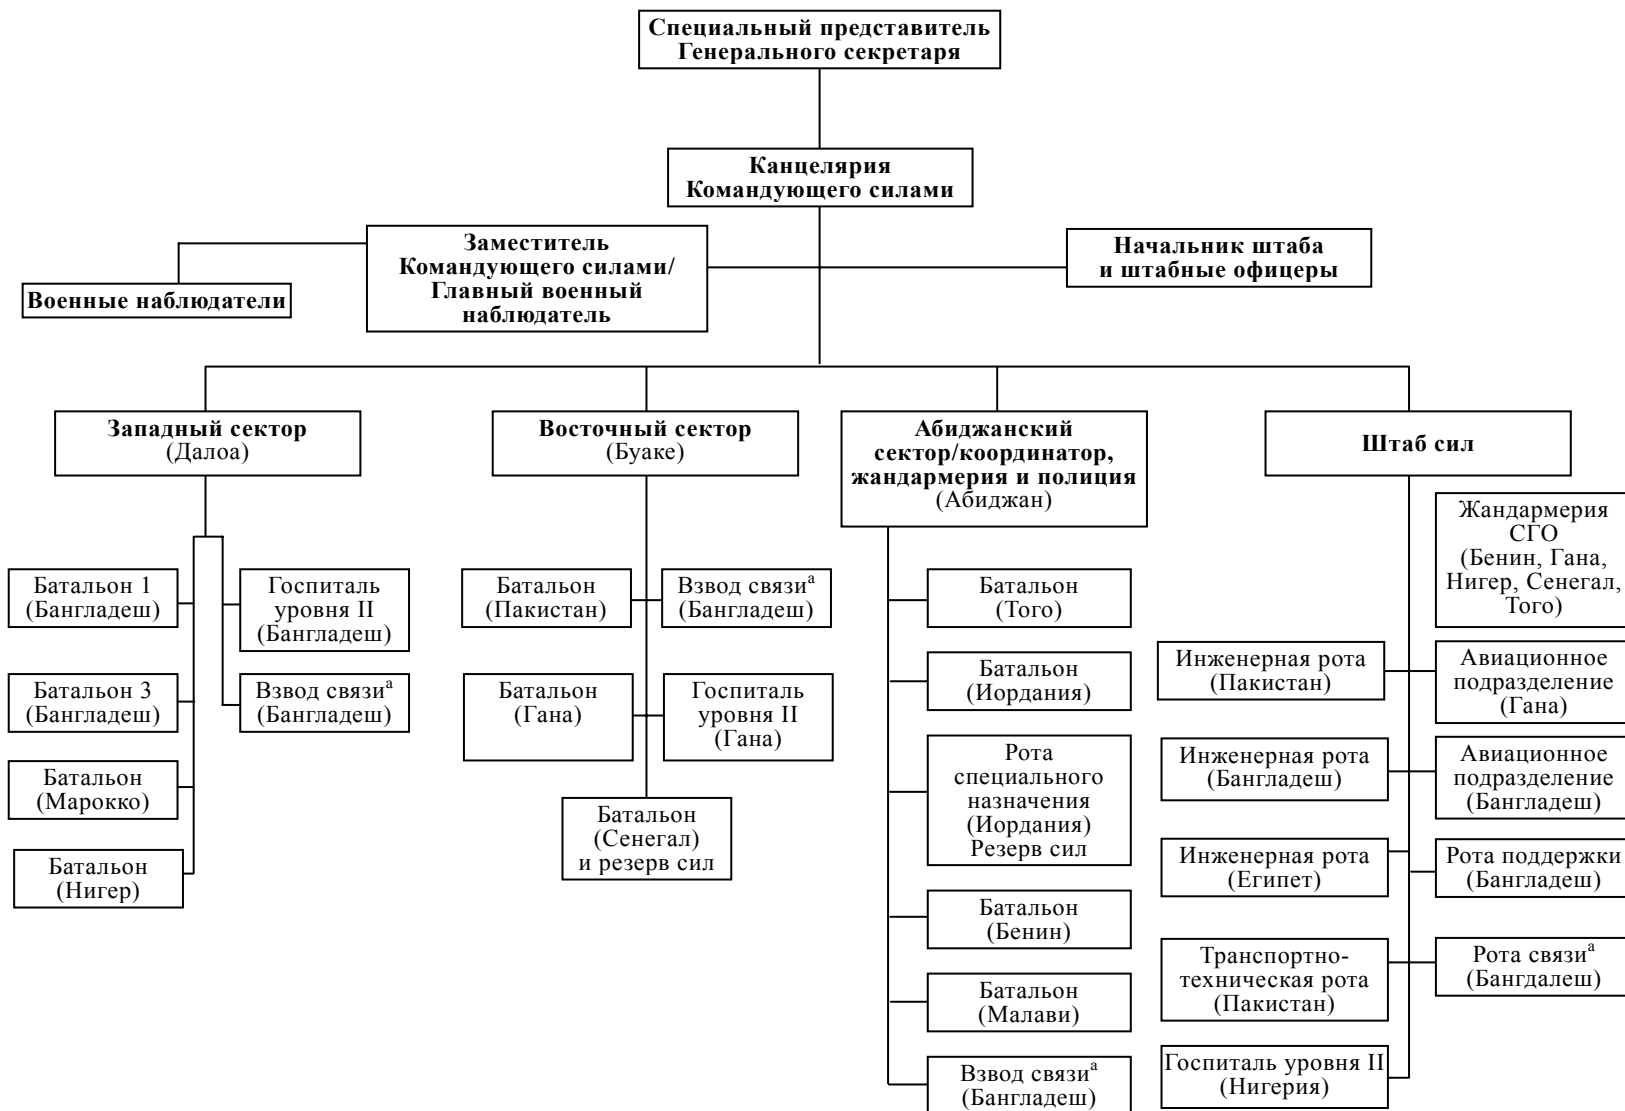 Специальный представитель
Генерального секретаря
Канцелярия
Командующего силами
Заместитель
Командующего силами/
Главный военный
наблюдатель
Начальник штаба
и штабные офицеры
Военные наблюдатели
Западный сектор
(Далоа)
Восточный сектор
(Буаке)
Абиджанский
сектор/координатор,
жандармерия и полиция
(Абиджан)
Штаб сил
Батальон 1
(Бангладеш)
Госпиталь
уровня II
(Бангладеш)
Батальон 3
(Бангладеш)
Взвод связиᵃ
(Бангладеш)
Батальон
(Марокко)
Батальон
(Нигер)
Батальон
(Пакистан)
Взвод связиᵃ
(Бангладеш)
Батальон
(Гана)
Госпиталь
уровня II
(Гана)
Батальон
(Сенегал)
и резерв сил
Батальон
(Того)
Батальон
(Иордания)
Рота
специального
назначения
(Иордания)
Резерв сил
Батальон
(Бенин)
Батальон
(Малави)
Взвод связиᵃ
(Бангладеш)
Жандармерия
СГО
(Бенин, Гана,
Нигер, Сенегал,
Того)
Инженерная рота
(Пакистан)
Авиационное
подразделение
(Гана)
Инженерная рота
(Бангладеш)
Авиационное
подразделение
(Бангладеш)
Инженерная рота
(Египет)
Рота поддержки
(Бангладеш)
Транспортно-
техническая рота
(Пакистан)
Рота связиᵃ
(Бангдалеш)
Госпиталь уровня II
(Нигерия)